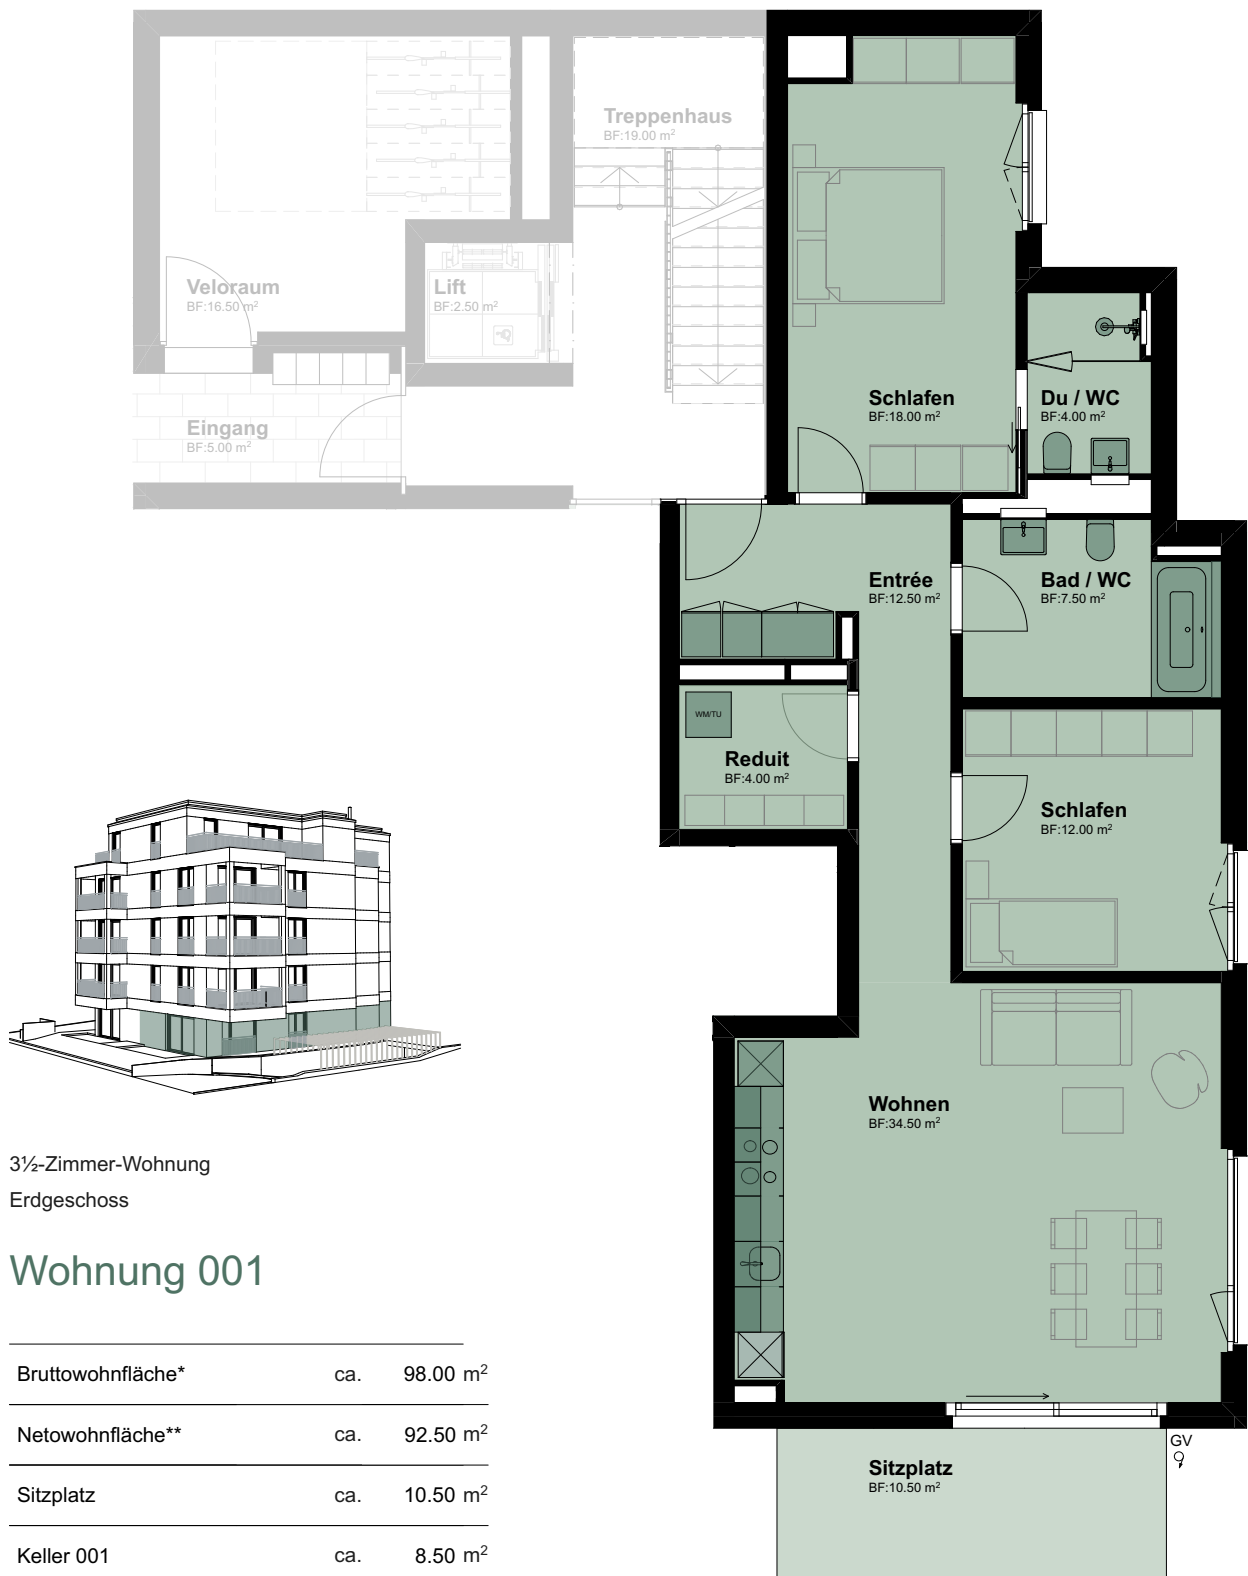 Treppenhaus
BF:19.00 m²
Veloraum
BF:16.50 m²
Lift
BF:2.50 m²
Eingang
BF:5.00 m²
Schlafen
BF:18.00 m²
Du / WC
BF:4.00 m²
Entrée
BF:12.50 m²
Bad / WC
BF:7.50 m²
WM/TU
Reduit
BF:4.00 m²
Schlafen
BF:12.00 m²
Wohnen
BF:34.50 m²
Sitzplatz
BF:10.50 m²
GV
3½-Zimmer-Wohnung
Erdgeschoss
Wohnung 001
Bruttowohnfläche* ca. 98.00 m²
Netowohnfläche** ca. 92.50 m²
Sitzplatz ca. 10.50 m²
Keller 001 ca. 8.50 m²